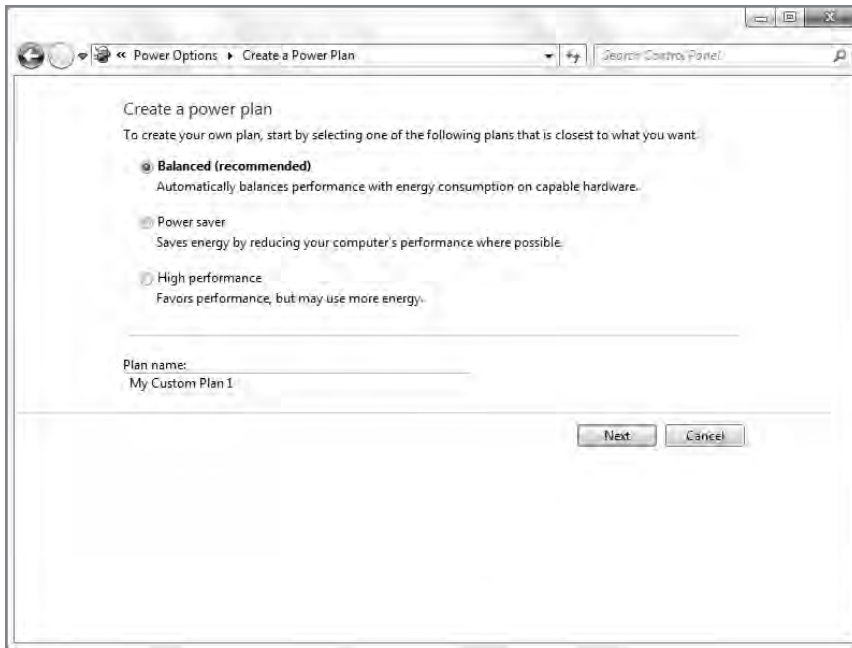 « Power Options ▸ Create a Power Plan
Search Control Panel
Create a power plan
To create your own plan, start by selecting one of the following plans that is closest to what you want.
Balanced (recommended)
Automatically balances performance with energy consumption on capable hardware.
Power saver
Saves energy by reducing your computer's performance where possible.
High performance
Favors performance, but may use more energy.
Plan name:
My Custom Plan 1
Next
Cancel